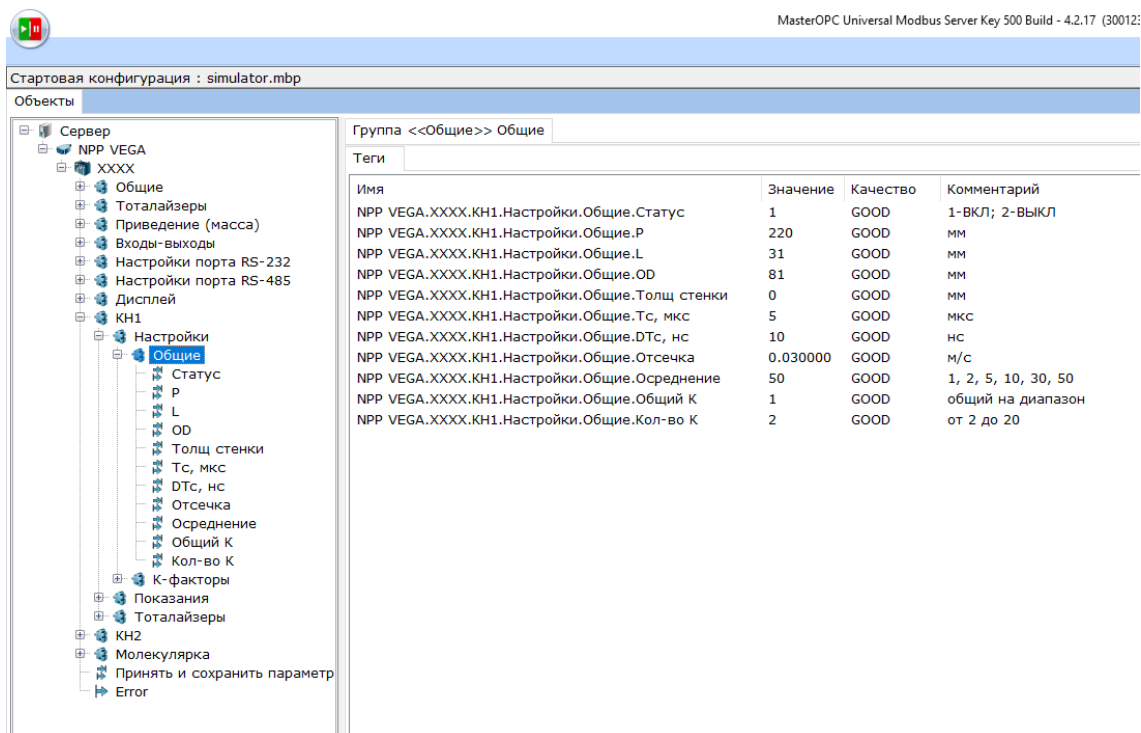 MasterOPC Universal Modbus Server Key 500 Build - 4.2.17 (300123
Стартовая конфигурация : simulator.mbp
Объекты
Сервер
NPP VEGA
XXXX
Общие
Тоталайзеры
Приведение (масса)
Входы-выходы
Настройки порта RS-232
Настройки порта RS-485
Дисплей
КН1
Настройки
Общие
Статус
P
L
OD
Толщ стенки
Тс, мкс
DTс, нс
Отсечка
Осреднение
Общий К
Кол-во К
К-факторы
Показания
Тоталайзеры
КН2
Молекулярка
Принять и сохранить параметр
Error
Группа <<Общие>> Общие
Теги
Имя Значение Качество Комментарий
NPP VEGA.XXXX.КН1.Настройки.Общие.Статус 1 GOOD 1-ВКЛ; 2-ВЫКЛ
NPP VEGA.XXXX.КН1.Настройки.Общие.P 220 GOOD мм
NPP VEGA.XXXX.КН1.Настройки.Общие.L 31 GOOD мм
NPP VEGA.XXXX.КН1.Настройки.Общие.OD 81 GOOD мм
NPP VEGA.XXXX.КН1.Настройки.Общие.Толщ стенки 0 GOOD мм
NPP VEGA.XXXX.КН1.Настройки.Общие.Тс, мкс 5 GOOD мкс
NPP VEGA.XXXX.КН1.Настройки.Общие.DTс, нс 10 GOOD нс
NPP VEGA.XXXX.КН1.Настройки.Общие.Отсечка 0.030000 GOOD м/с
NPP VEGA.XXXX.КН1.Настройки.Общие.Осреднение 50 GOOD 1, 2, 5, 10, 30, 50
NPP VEGA.XXXX.КН1.Настройки.Общие.Общий К 1 GOOD общий на диапазон
NPP VEGA.XXXX.КН1.Настройки.Общие.Кол-во К 2 GOOD от 2 до 20